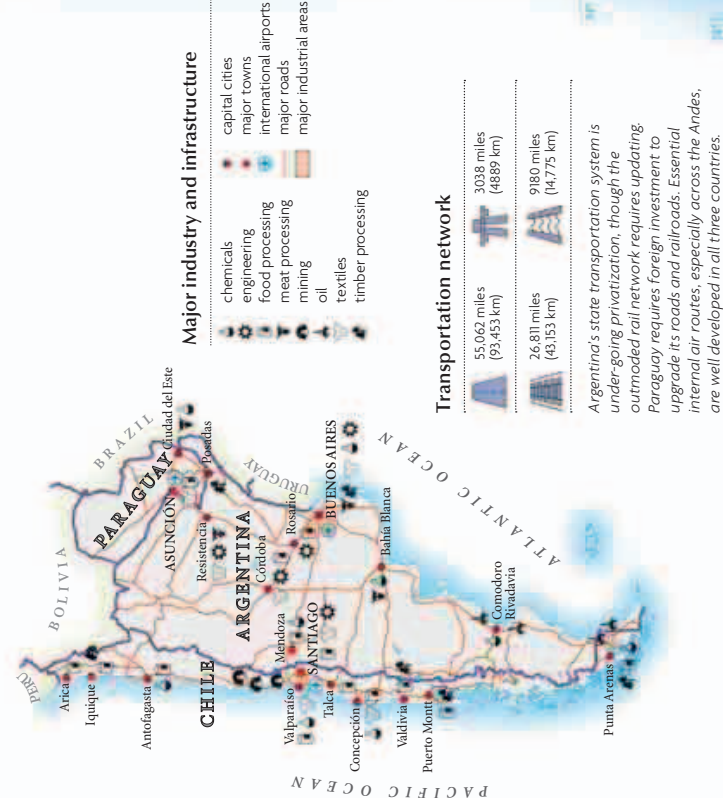 Major industry and infrastructure
chemicals
engineering
food processing
meat processing
mining
oil
textiles
timber processing
capital cities
major towns
international airports
major roads
major industrial areas
Transportation network
55,062 miles
(93,453 km)
3038 miles
(4889 km)
26,811 miles
(43,153 km)
9180 miles
(14,775 km)
Argentina's state transportation system is
under-going privatization, though the
outmoded rail network requires updating.
Paraguay requires foreign investment to
upgrade its roads and railroads. Essential
internal air routes, especially across the Andes,
are well developed in all three countries.
PERU
BOLIVIA
BRAZIL
PARAGUAY
URUGUAY
ARGENTINA
CHILE
PACIFIC OCEAN
ATLANTIC OCEAN
Arica
Iquique
Antofagasta
ASUNCIÓN
Ciudad del Este
Posadas
Resistencia
Córdoba
Rosario
BUENOS AIRES
Mendoza
SANTIAGO
Valparaíso
Talca
Concepción
Valdivia
Puerto Montt
Bahía Blanca
Comodoro
Rivadavia
Punta Arenas